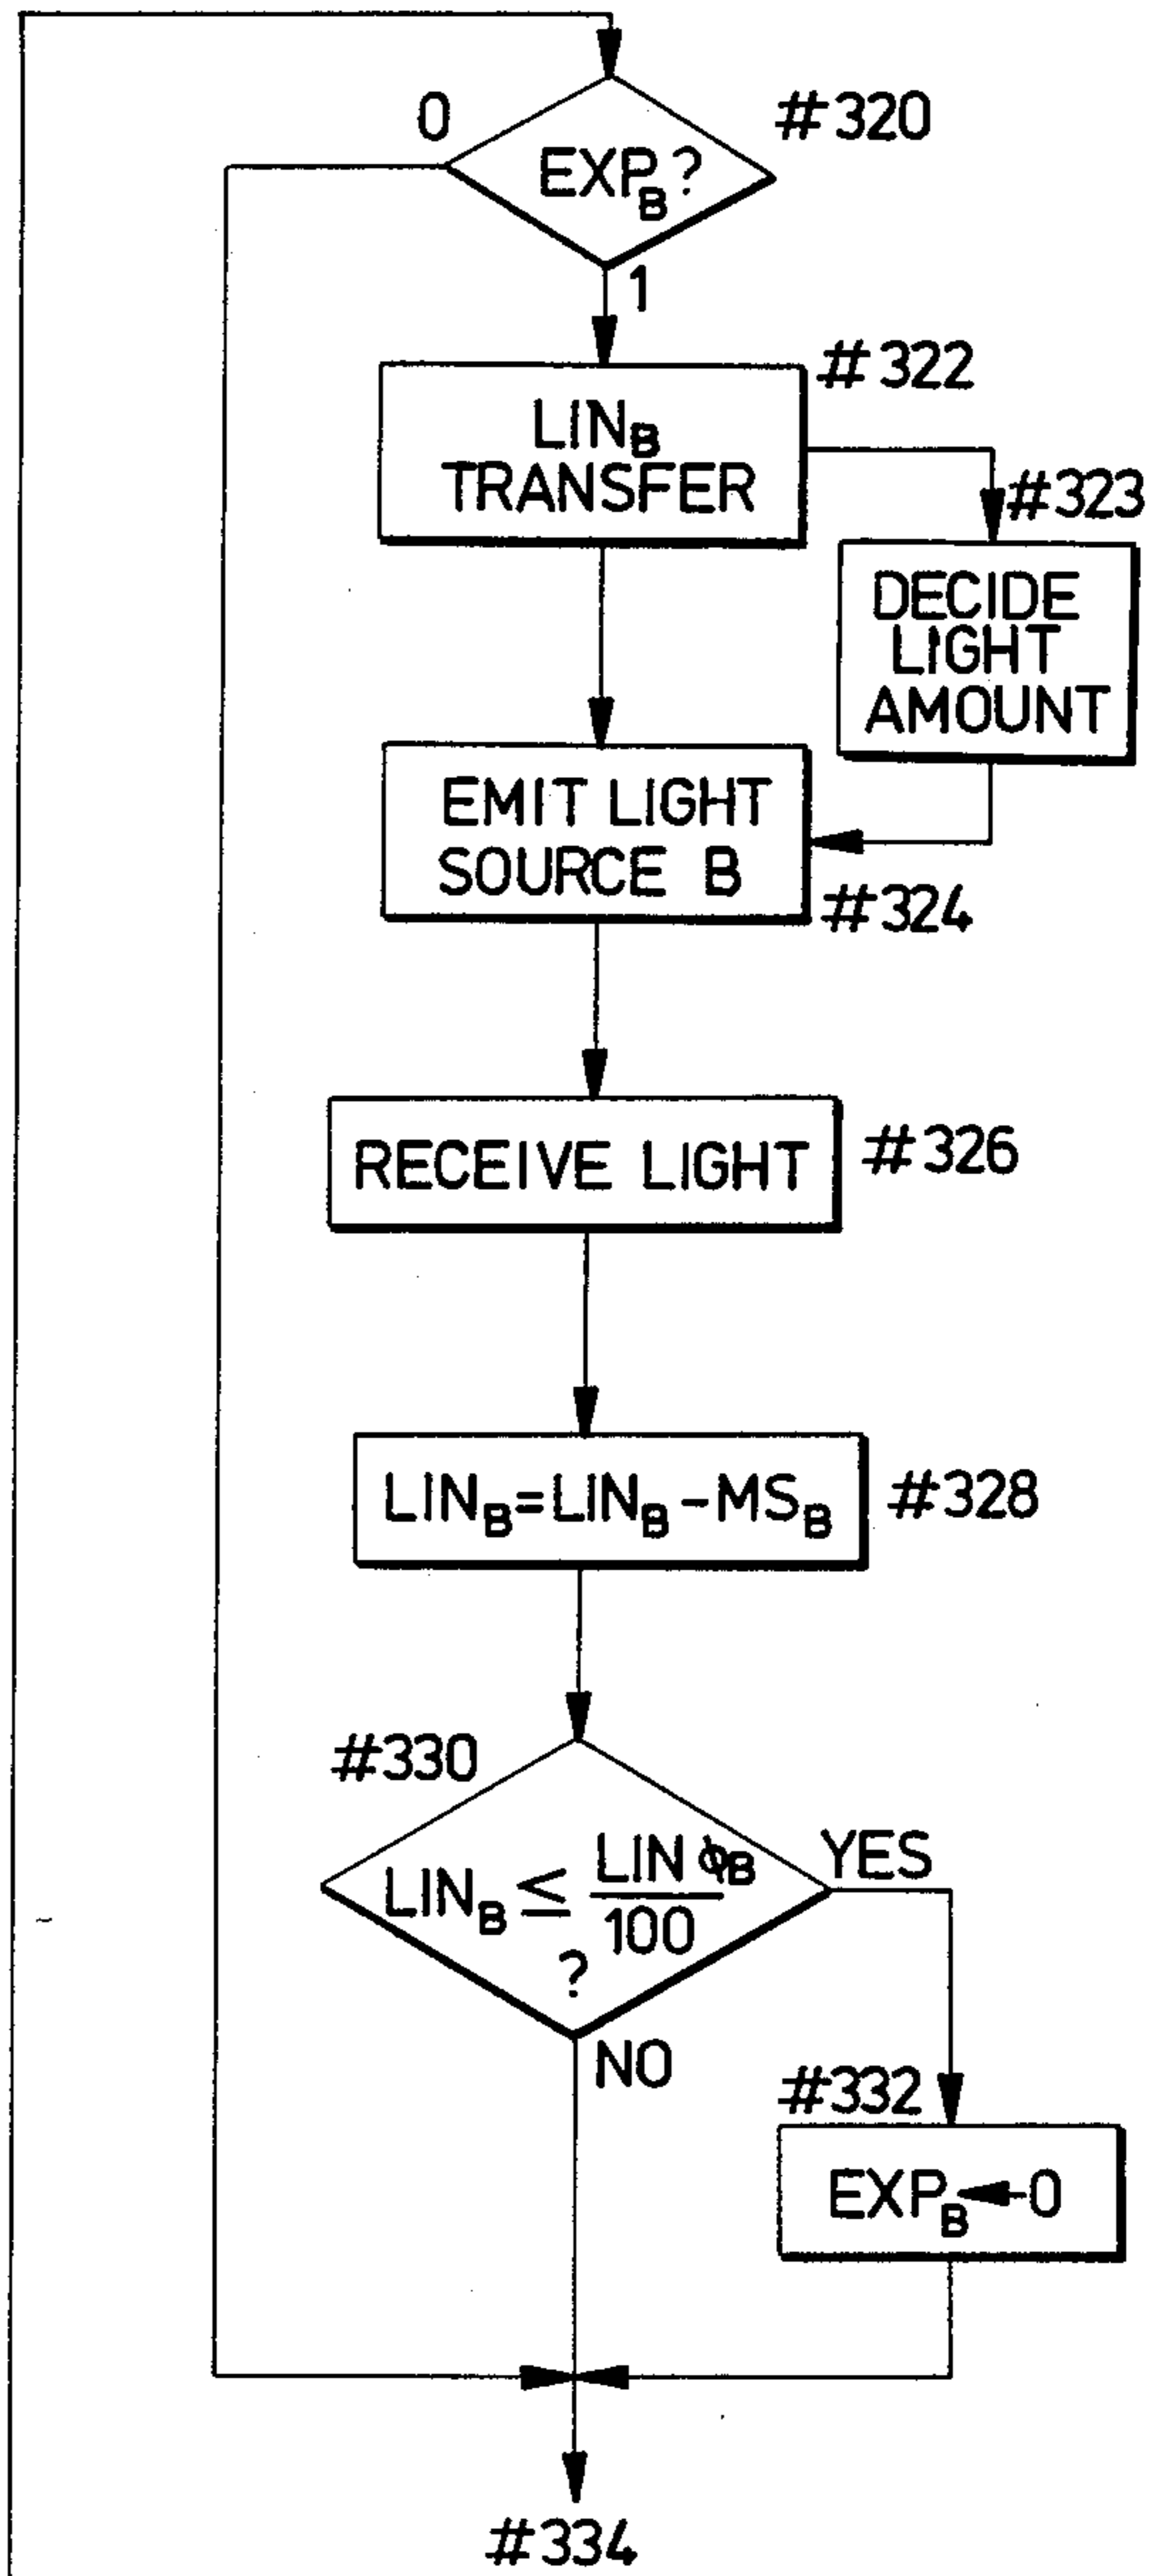 0
#320
EXP_B?
1
#322
LIN_B
TRANSFER
#323
DECIDE
LIGHT
AMOUNT
EMIT LIGHT
SOURCE B
#324
RECEIVE LIGHT
#326
LIN_B=LIN_B-MS_B
#328
#330
LIN_B ≤ LINϕ_B/100
?
YES
NO
#332
EXP_B←0
#334